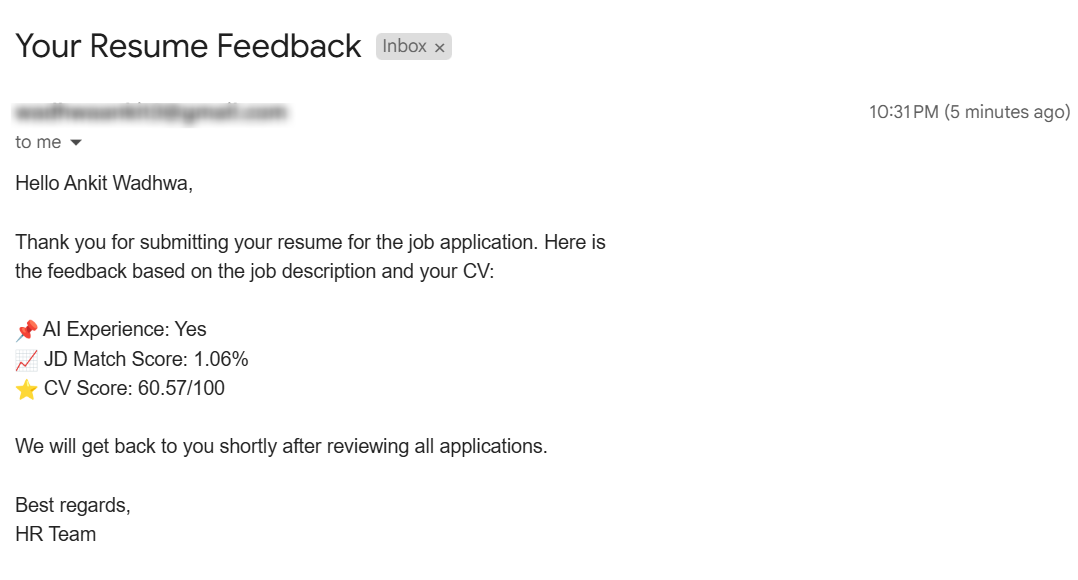 Your Resume Feedback Inbox ×
10:31 PM (5 minutes ago)
to me
Hello Ankit Wadhwa,
Thank you for submitting your resume for the job application. Here is
the feedback based on the job description and your CV:
📌 AI Experience: Yes
📈 JD Match Score: 1.06%
⭐ CV Score: 60.57/100
We will get back to you shortly after reviewing all applications.
Best regards,
HR Team